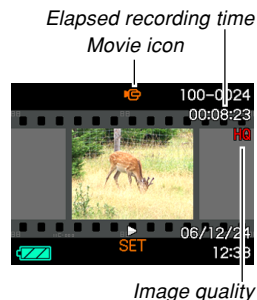 Elapsed recording time
Movie icon
100-0024
00:08:23
HQ
06/12/24
SET
12:38
Image quality